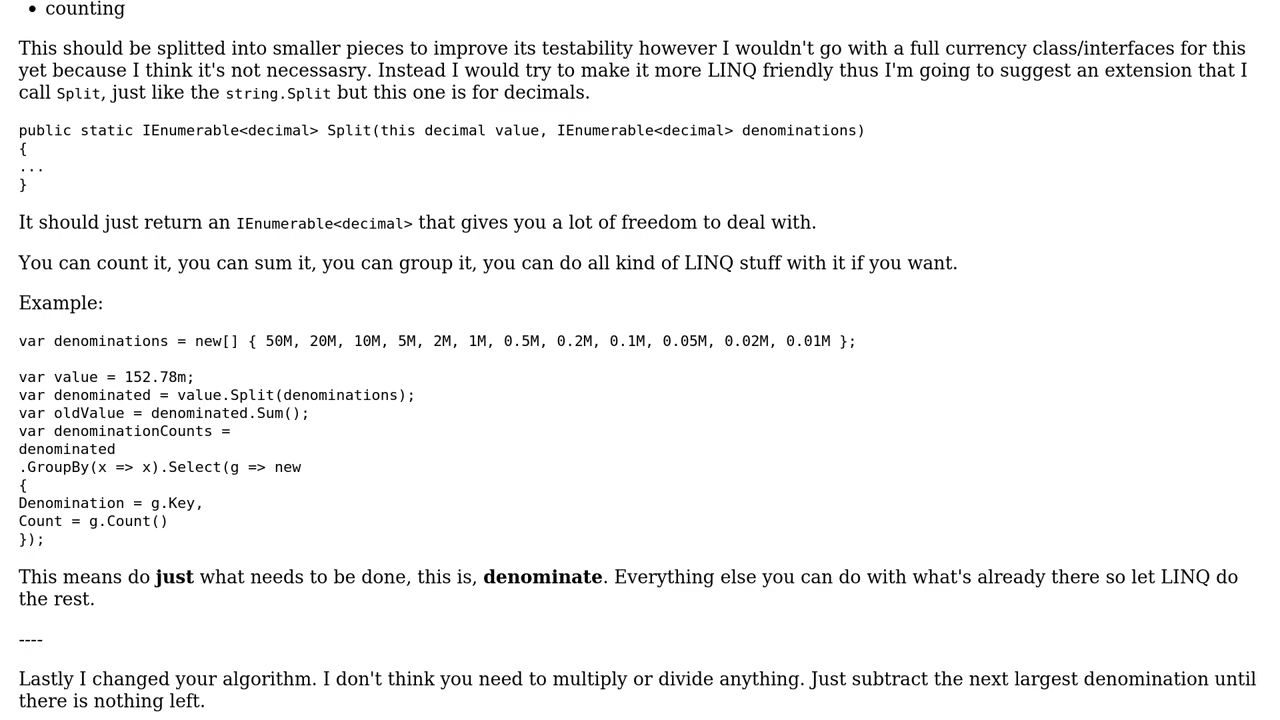 • counting
This should be splitted into smaller pieces to improve its testability however I wouldn't go with a full currency class/interfaces for this
yet because I think it's not necessasry. Instead I would try to make it more LINQ friendly thus I'm going to suggest an extension that I
call Split, just like the string.Split but this one is for decimals.
public static IEnumerable<decimal> Split(this decimal value, IEnumerable<decimal> denominations)
{
...
}
It should just return an IEnumerable<decimal> that gives you a lot of freedom to deal with.
You can count it, you can sum it, you can group it, you can do all kind of LINQ stuff with it if you want.
Example:
var denominations = new[] { 50M, 20M, 10M, 5M, 2M, 1M, 0.5M, 0.2M, 0.1M, 0.05M, 0.02M, 0.01M };
var value = 152.78m;
var denominated = value.Split(denominations);
var oldValue = denominated.Sum();
var denominationCounts =
denominated
.GroupBy(x => x).Select(g => new
{
Denomination = g.Key,
Count = g.Count()
});
This means do just what needs to be done, this is, denominate. Everything else you can do with what's already there so let LINQ do
the rest.
----
Lastly I changed your algorithm. I don't think you need to multiply or divide anything. Just subtract the next largest denomination until
there is nothing left.